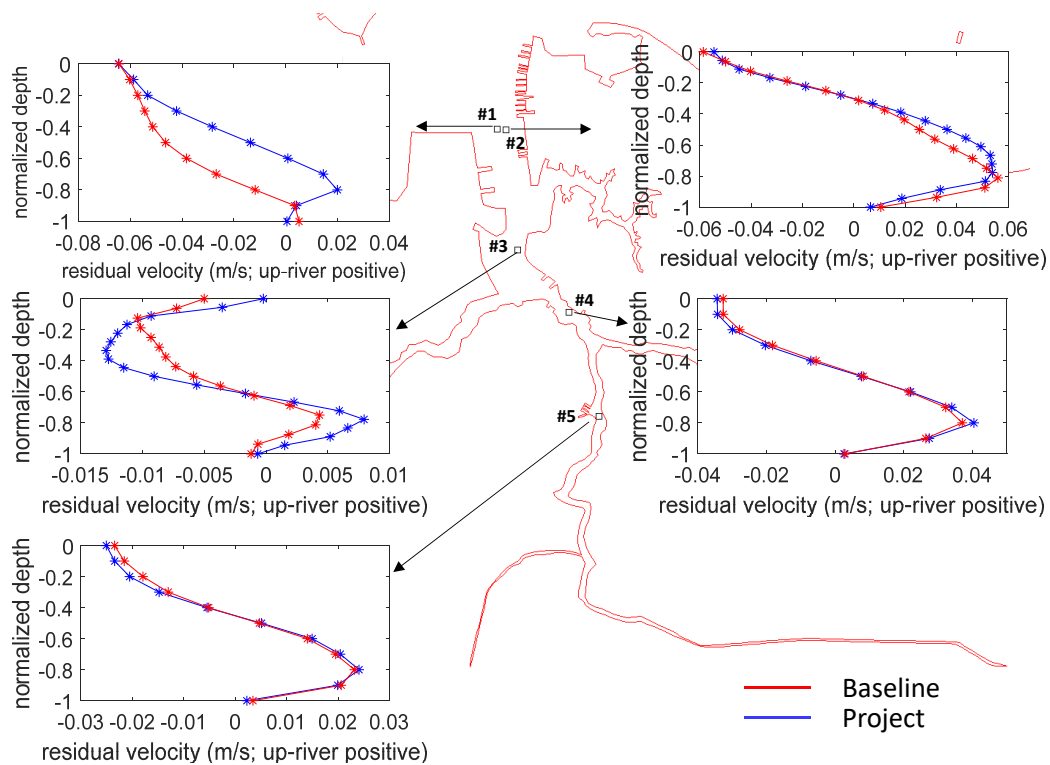 0
-0.2
-0.4
-0.6
-0.8
-1
normalized depth
-0.08 -0.06 -0.04 -0.02 0 0.02 0.04
residual velocity (m/s; up-river positive)
#1
#2
0
-0.2
-0.4
-0.6
-0.8
-1
normalized depth
-0.06 -0.04 -0.02 0 0.02 0.04 0.06
residual velocity (m/s; up-river positive)
#3
0
-0.2
-0.4
-0.6
-0.8
-1
normalized depth
-0.015 -0.01 -0.005 0 0.005 0.01
residual velocity (m/s; up-river positive)
#4
0
-0.2
-0.4
-0.6
-0.8
-1
normalized depth
-0.04 -0.02 0 0.02 0.04
residual velocity (m/s; up-river positive)
#5
0
-0.2
-0.4
-0.6
-0.8
-1
normalized depth
-0.03 -0.02 -0.01 0 0.01 0.02 0.03
residual velocity (m/s; up-river positive)
Baseline
Project